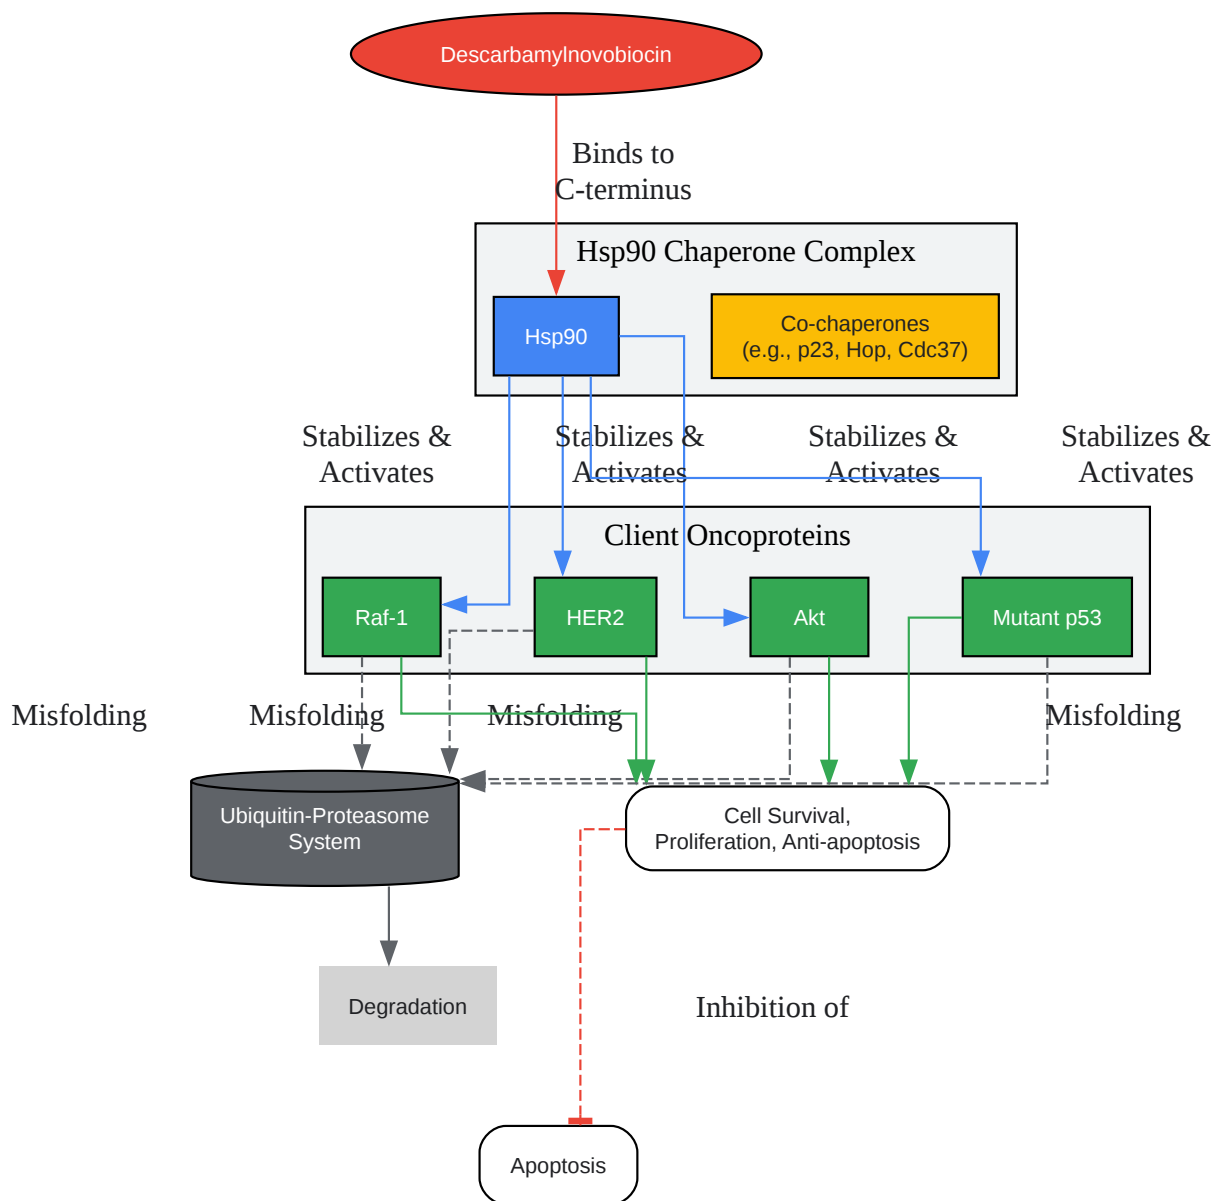 Descarbamylnovobiocin
Binds to
C-terminus
Hsp90 Chaperone Complex
Hsp90
Co-chaperones
(e.g., p23, Hop, Cdc37)
Stabilizes &
Activates
Stabilizes &
Activates
Stabilizes &
Activates
Stabilizes &
Activates
Client Oncoproteins
Raf-1
HER2
Akt
Mutant p53
Misfolding
Misfolding
Misfolding
Misfolding
Ubiquitin-Proteasome
System
Cell Survival,
Proliferation, Anti-apoptosis
Degradation
Inhibition of
Apoptosis